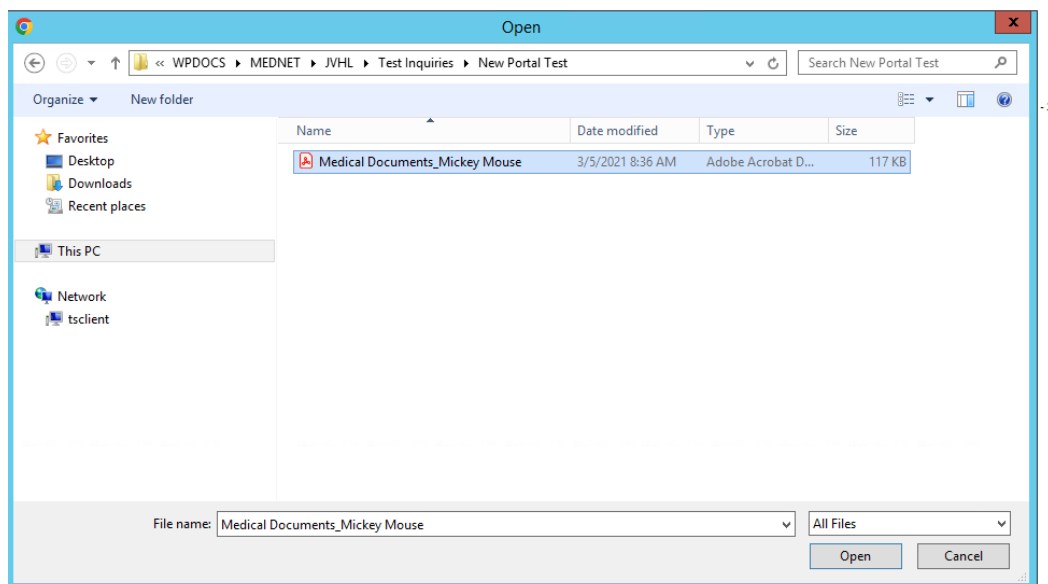 Open
x
« WPDOCS MEDNET JVHL Test Inquiries New Portal Test
Search New Portal Test
Organize New folder
Name Date modified Type Size
Favorites
Desktop
Downloads
Recent places
This PC
Network
tsclient
Medical Documents_Mickey Mouse 3/5/2021 8:36 AM Adobe Acrobat D... 117 KB
File name: Medical Documents_Mickey Mouse All Files
Open Cancel